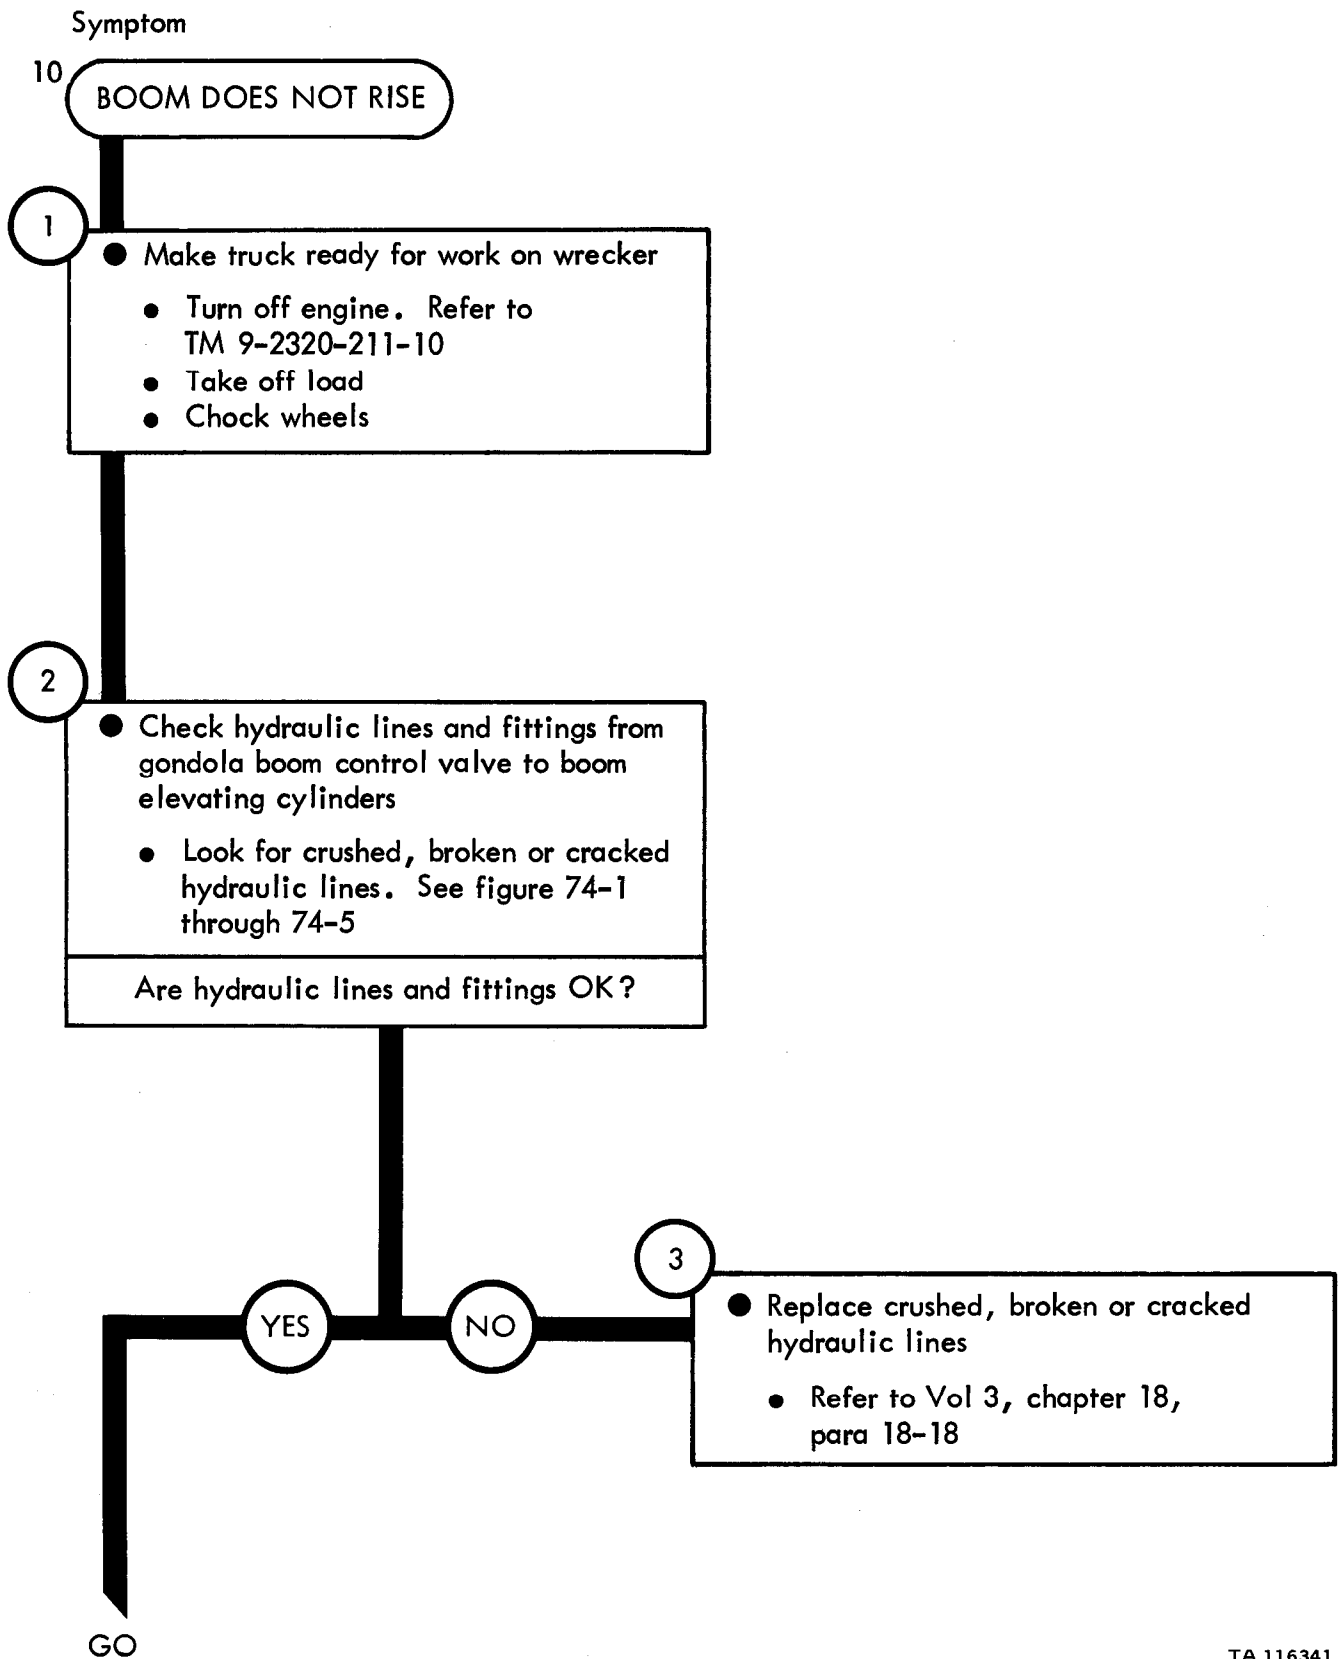 Symptom
10
BOOM DOES NOT RISE
1
● Make truck ready for work on wrecker
● Turn off engine. Refer to
TM 9-2320-211-10
● Take off load
● Chock wheels
2
● Check hydraulic lines and fittings from
gondola boom control valve to boom
elevating cylinders
● Look for crushed, broken or cracked
hydraulic lines. See figure 74-1
through 74-5
Are hydraulic lines and fittings OK?
YES
NO
3
● Replace crushed, broken or cracked
hydraulic lines
● Refer to Vol 3, chapter 18,
para 18-18
GO
TA 116341